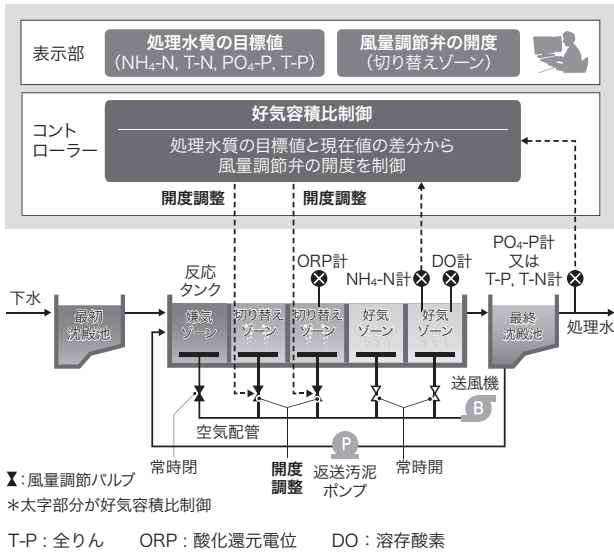 表示部
処理水質の目標値
(NH₄-N, T-N, PO₄-P, T-P)
風量調節弁の開度
(切り替えゾーン)
コント
ローラー
好気容積比制御
処理水質の目標値と現在値の差分から
風量調節弁の開度を制御
開度調整
開度調整
PO₄-P計
又は
T-P, T-N計
ORP計
NH₄-N計
DO計
反応
タンク
下水
最初
沈殿池
嫌気
ゾーン
切り替え
ゾーン
切り替え
ゾーン
好気
ゾーン
好気
ゾーン
最終
沈殿池
処理水
送風機
B
空気配管
P
常時閉
開度
調整
返送汚泥
ポンプ
常時開
:風量調節バルブ
*太字部分が好気容積比制御
T-P : 全りん ORP : 酸化還元電位 DO : 溶存酸素